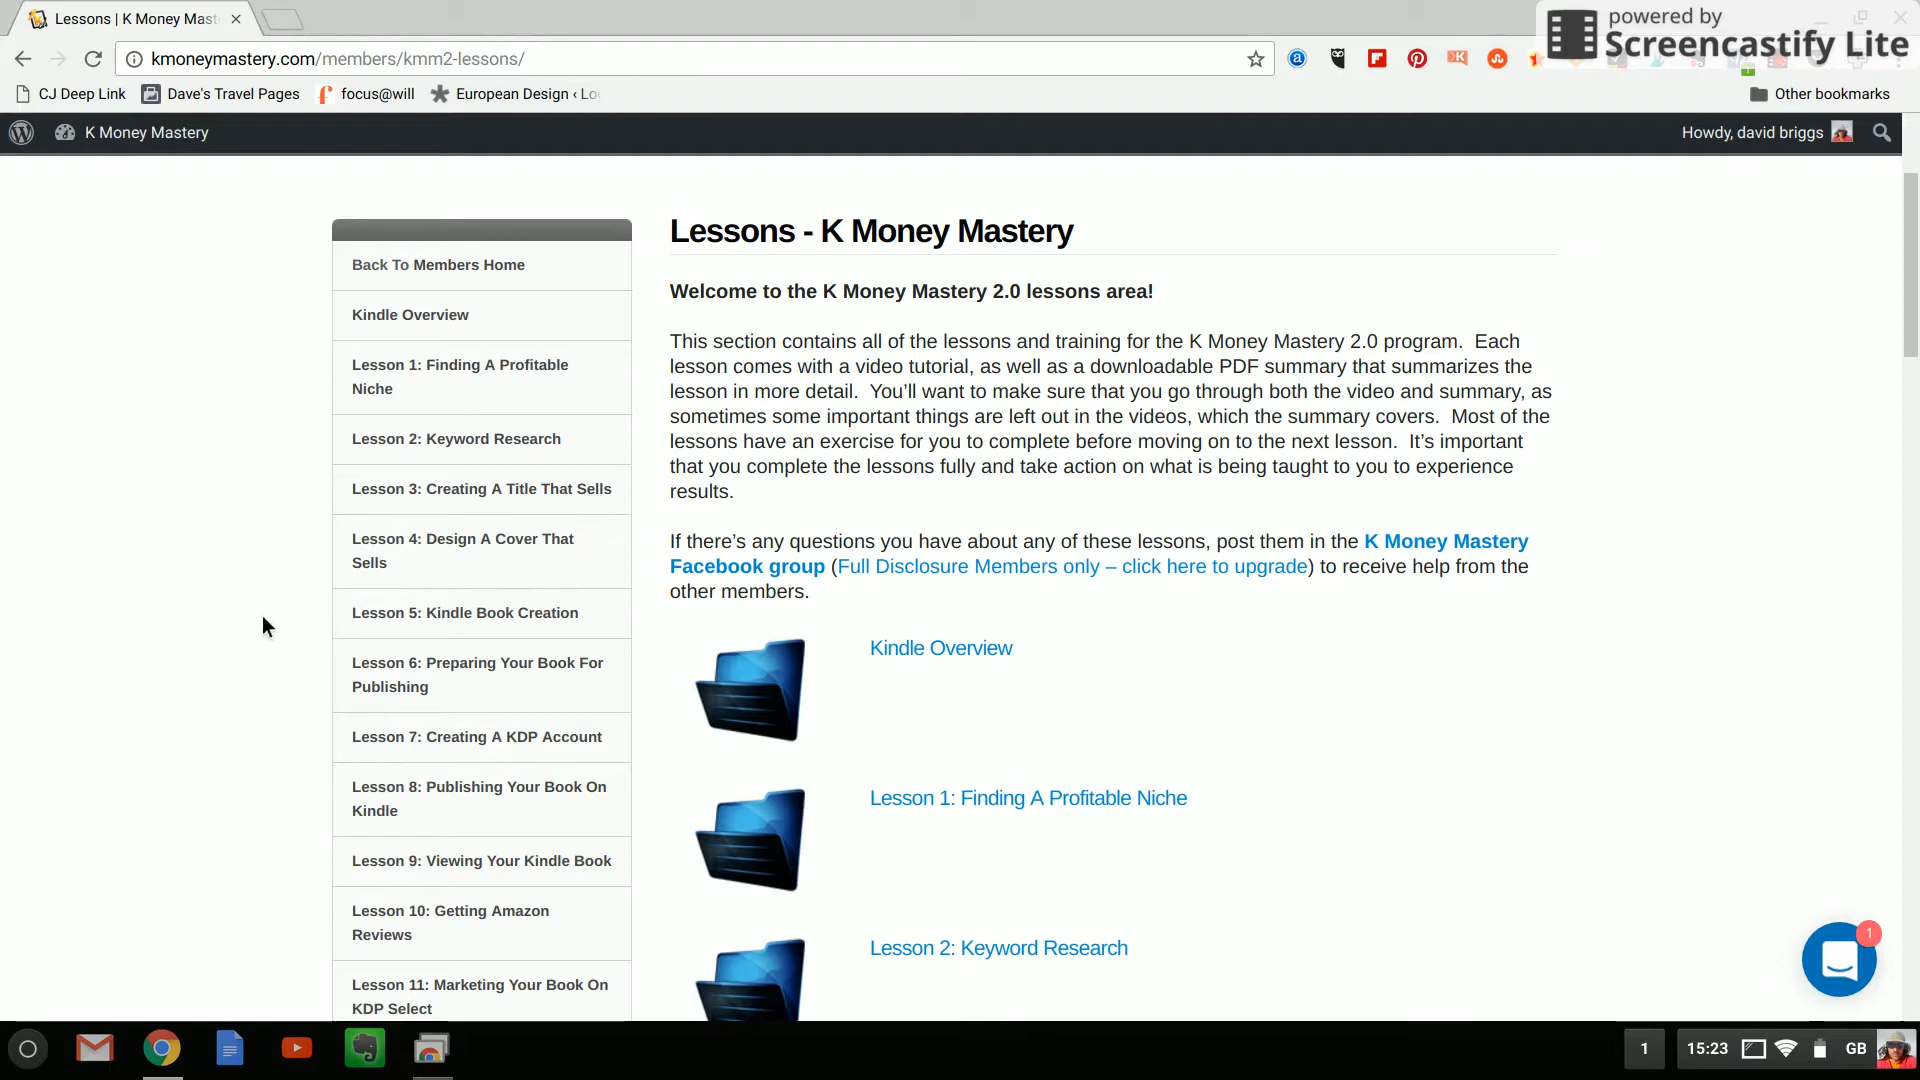 Lessons | K Money Mast
powered by
Screencastify Lite
kmoneymastery.com/members/kmm2-lessons/
CJ Deep Link
Dave's Travel Pages
focus@will
European Design ‹ Lo
Other bookmarks
K Money Mastery
Howdy, david briggs
Back To Members Home
Kindle Overview
Lesson 1: Finding A Profitable
Niche
Lesson 2: Keyword Research
Lesson 3: Creating A Title That Sells
Lesson 4: Design A Cover That
Sells
Lesson 5: Kindle Book Creation
Lesson 6: Preparing Your Book For
Publishing
Lesson 7: Creating A KDP Account
Lesson 8: Publishing Your Book On
Kindle
Lesson 9: Viewing Your Kindle Book
Lesson 10: Getting Amazon
Reviews
Lesson 11: Marketing Your Book On
KDP Select
Lessons - K Money Mastery
Welcome to the K Money Mastery 2.0 lessons area!
This section contains all of the lessons and training for the K Money Mastery 2.0 program.  Each
lesson comes with a video tutorial, as well as a downloadable PDF summary that summarizes the
lesson in more detail.  You'll want to make sure that you go through both the video and summary, as
sometimes some important things are left out in the videos, which the summary covers.  Most of the
lessons have an exercise for you to complete before moving on to the next lesson.  It's important
that you complete the lessons fully and take action on what is being taught to you to experience
results.
If there's any questions you have about any of these lessons, post them in the K Money Mastery
Facebook group (Full Disclosure Members only – click here to upgrade) to receive help from the
other members.
Kindle Overview
Lesson 1: Finding A Profitable Niche
Lesson 2: Keyword Research
1
1
15:23
GB